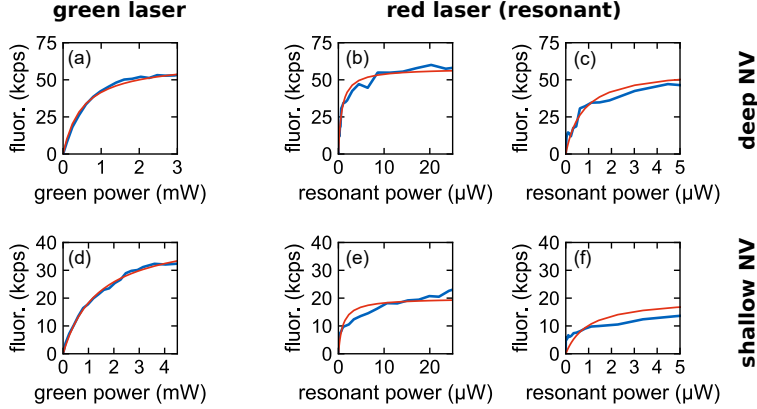 green laser
red laser (resonant)
(a)
75
50
25
0
fluor. (kcps)
0 1 2 3
green power (mW)
(b)
75
50
25
0
fluor. (kcps)
0 10 20
resonant power (µW)
(c)
75
50
25
0
fluor. (kcps)
0 1 2 3 4 5
resonant power (µW)
deep NV
(d)
40
30
20
10
0
fluor. (kcps)
0 1 2 3 4
green power (mW)
(e)
40
30
20
10
0
fluor. (kcps)
0 10 20
resonant power (µW)
(f)
40
30
20
10
0
fluor. (kcps)
0 1 2 3 4 5
resonant power (µW)
shallow NV